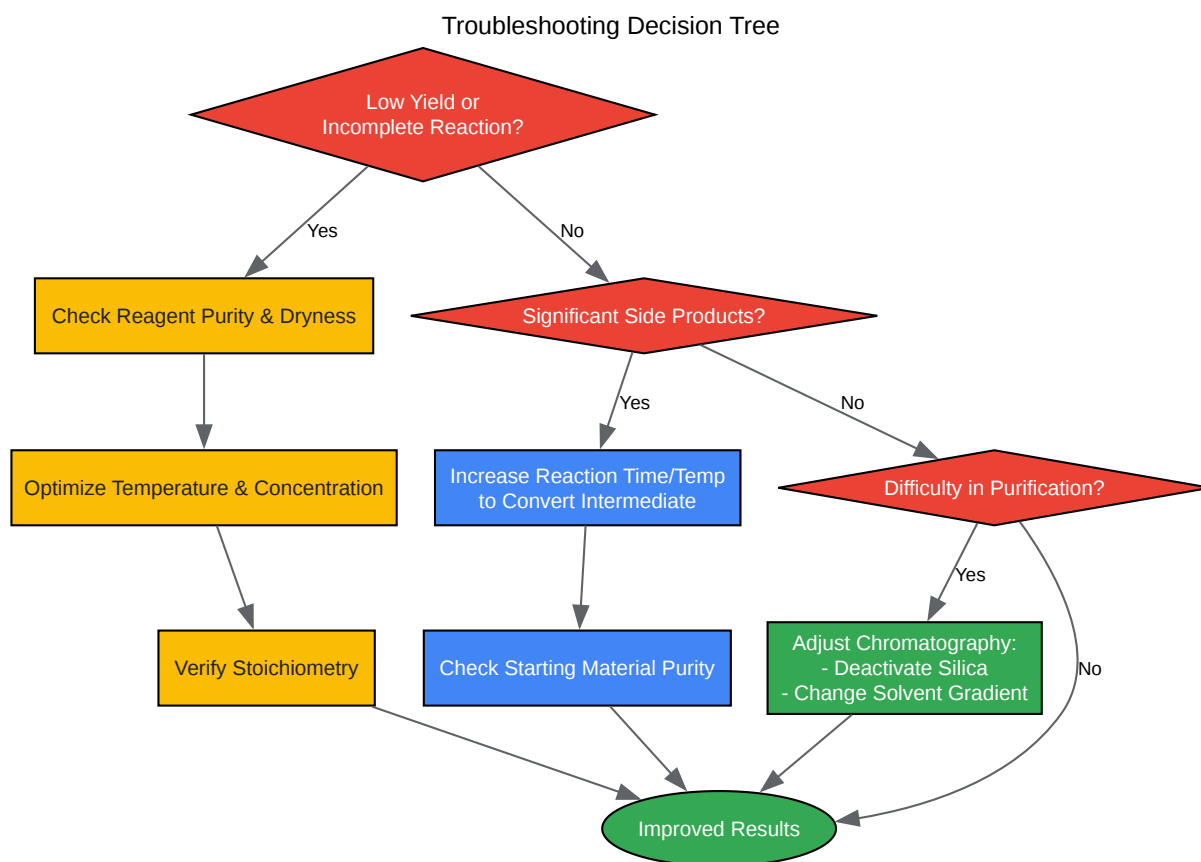 Troubleshooting Decision Tree
Low Yield or
Incomplete Reaction?
Yes
No
Check Reagent Purity & Dryness
Significant Side Products?
Yes
No
Optimize Temperature & Concentration
Increase Reaction Time/Temp
to Convert Intermediate
Difficulty in Purification?
Yes
No
Verify Stoichiometry
Check Starting Material Purity
Adjust Chromatography:
- Deactivate Silica
- Change Solvent Gradient
Improved Results